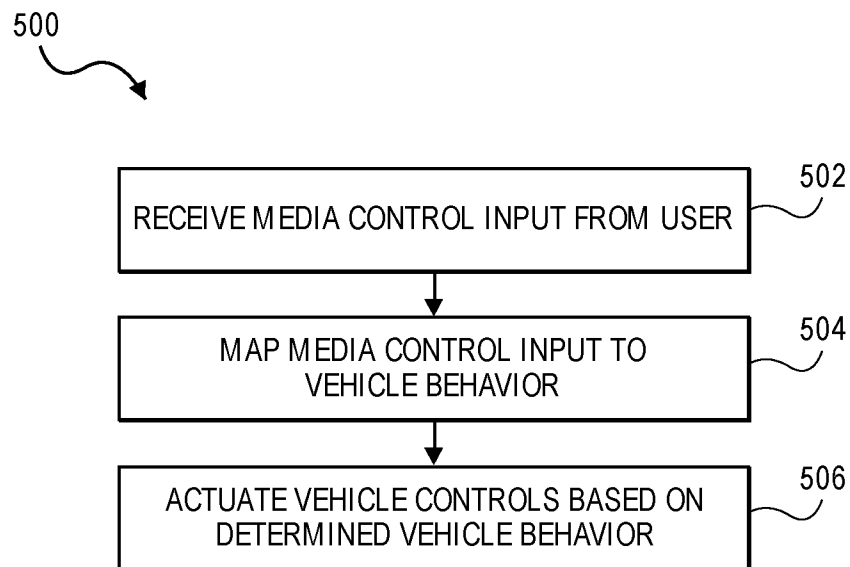 500
RECEIVE MEDIA CONTROL INPUT FROM USER
502
MAP MEDIA CONTROL INPUT TO
VEHICLE BEHAVIOR
504
ACTUATE VEHICLE CONTROLS BASED ON
DETERMINED VEHICLE BEHAVIOR
506